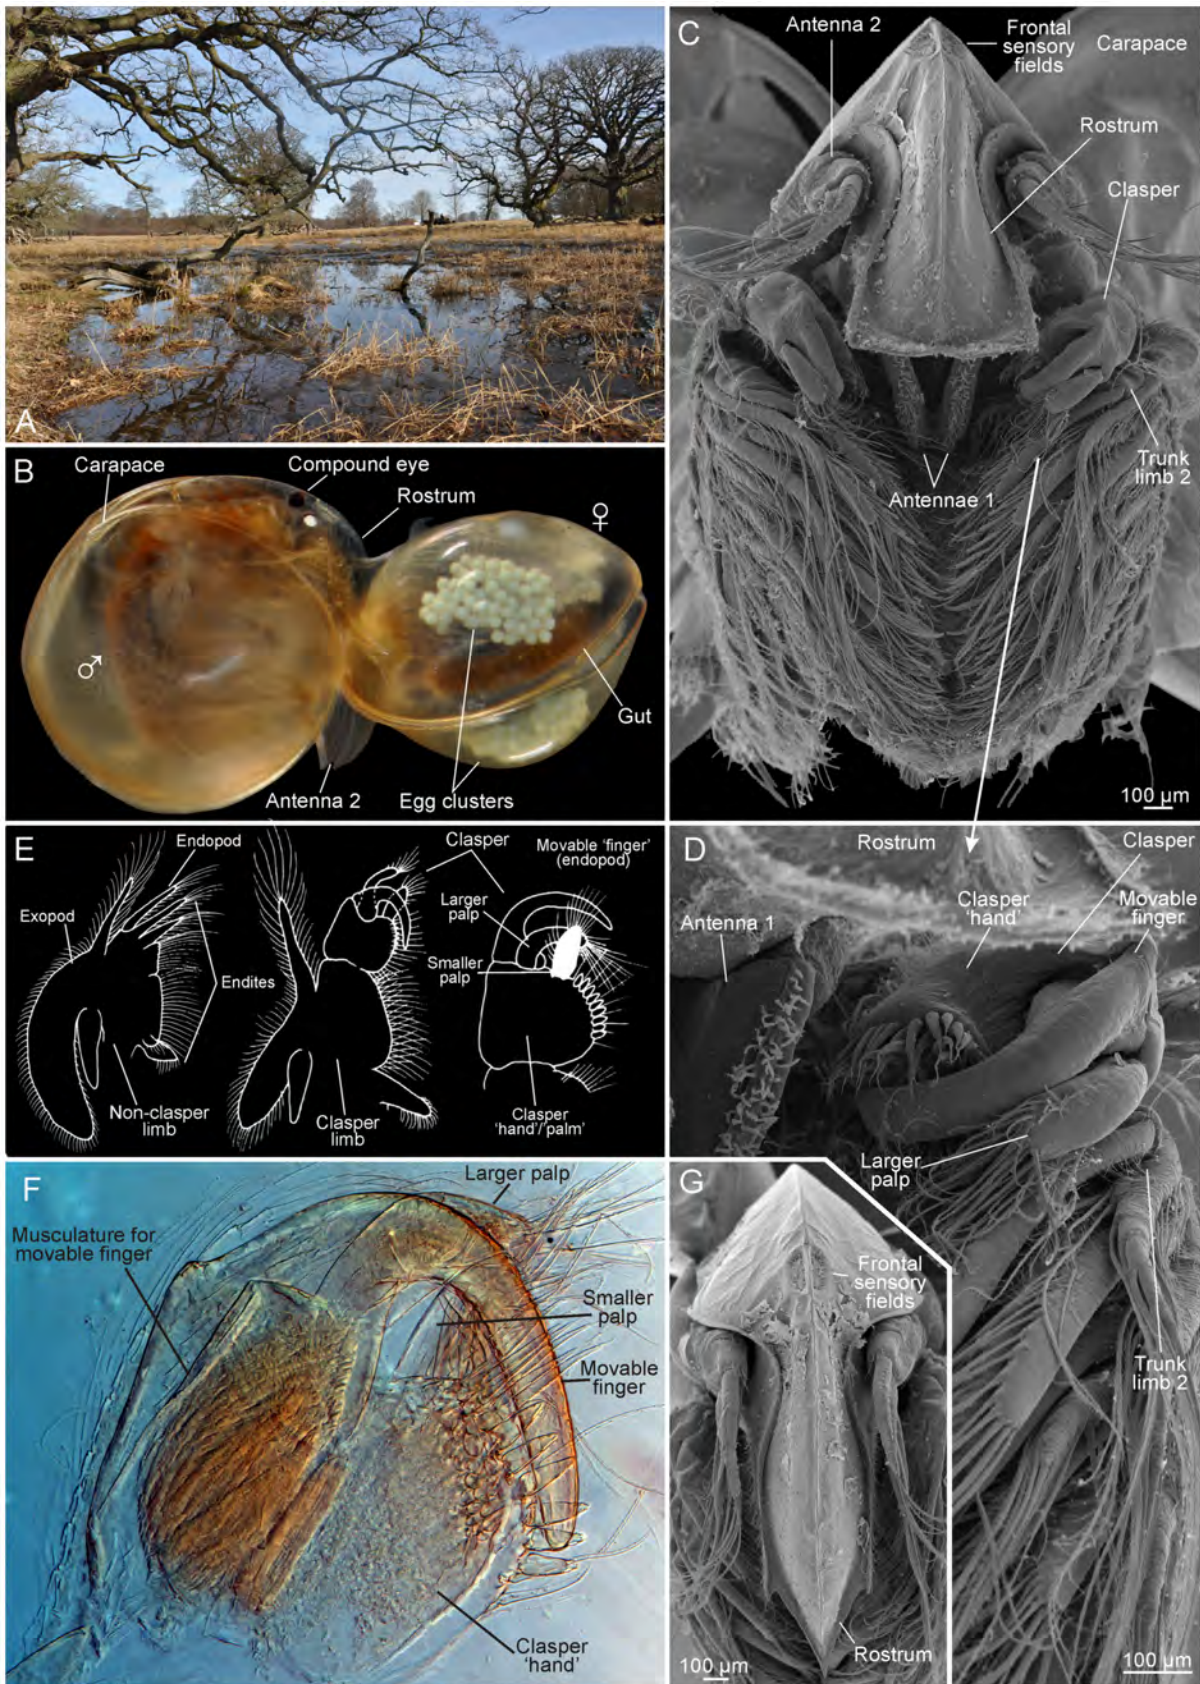 A
B
Carapace
Compound eye
Rostrum
♀
♂
Gut
Antenna 2
Egg clusters
C
Antenna 2
Frontal
sensory
fields
Carapace
Rostrum
Clasper
Trunk
limb 2
Antennae 1
100 µm
D
Rostrum
Clasper
Clasper
'hand'
Movable
finger
Antenna 1
Larger
palp
Trunk
limb 2
100 µm
E
Endopod
Exopod
Endites
Non-clasper
limb
Clasper
limb
Clasper
Movable 'finger'
(endopod)
Larger
palp
Smaller
palp
Clasper
'hand'/'palm'
F
Larger palp
Musculature for
movable finger
Smaller
palp
Movable
finger
Clasper
'hand'
G
Frontal
sensory
fields
Rostrum
100 µm